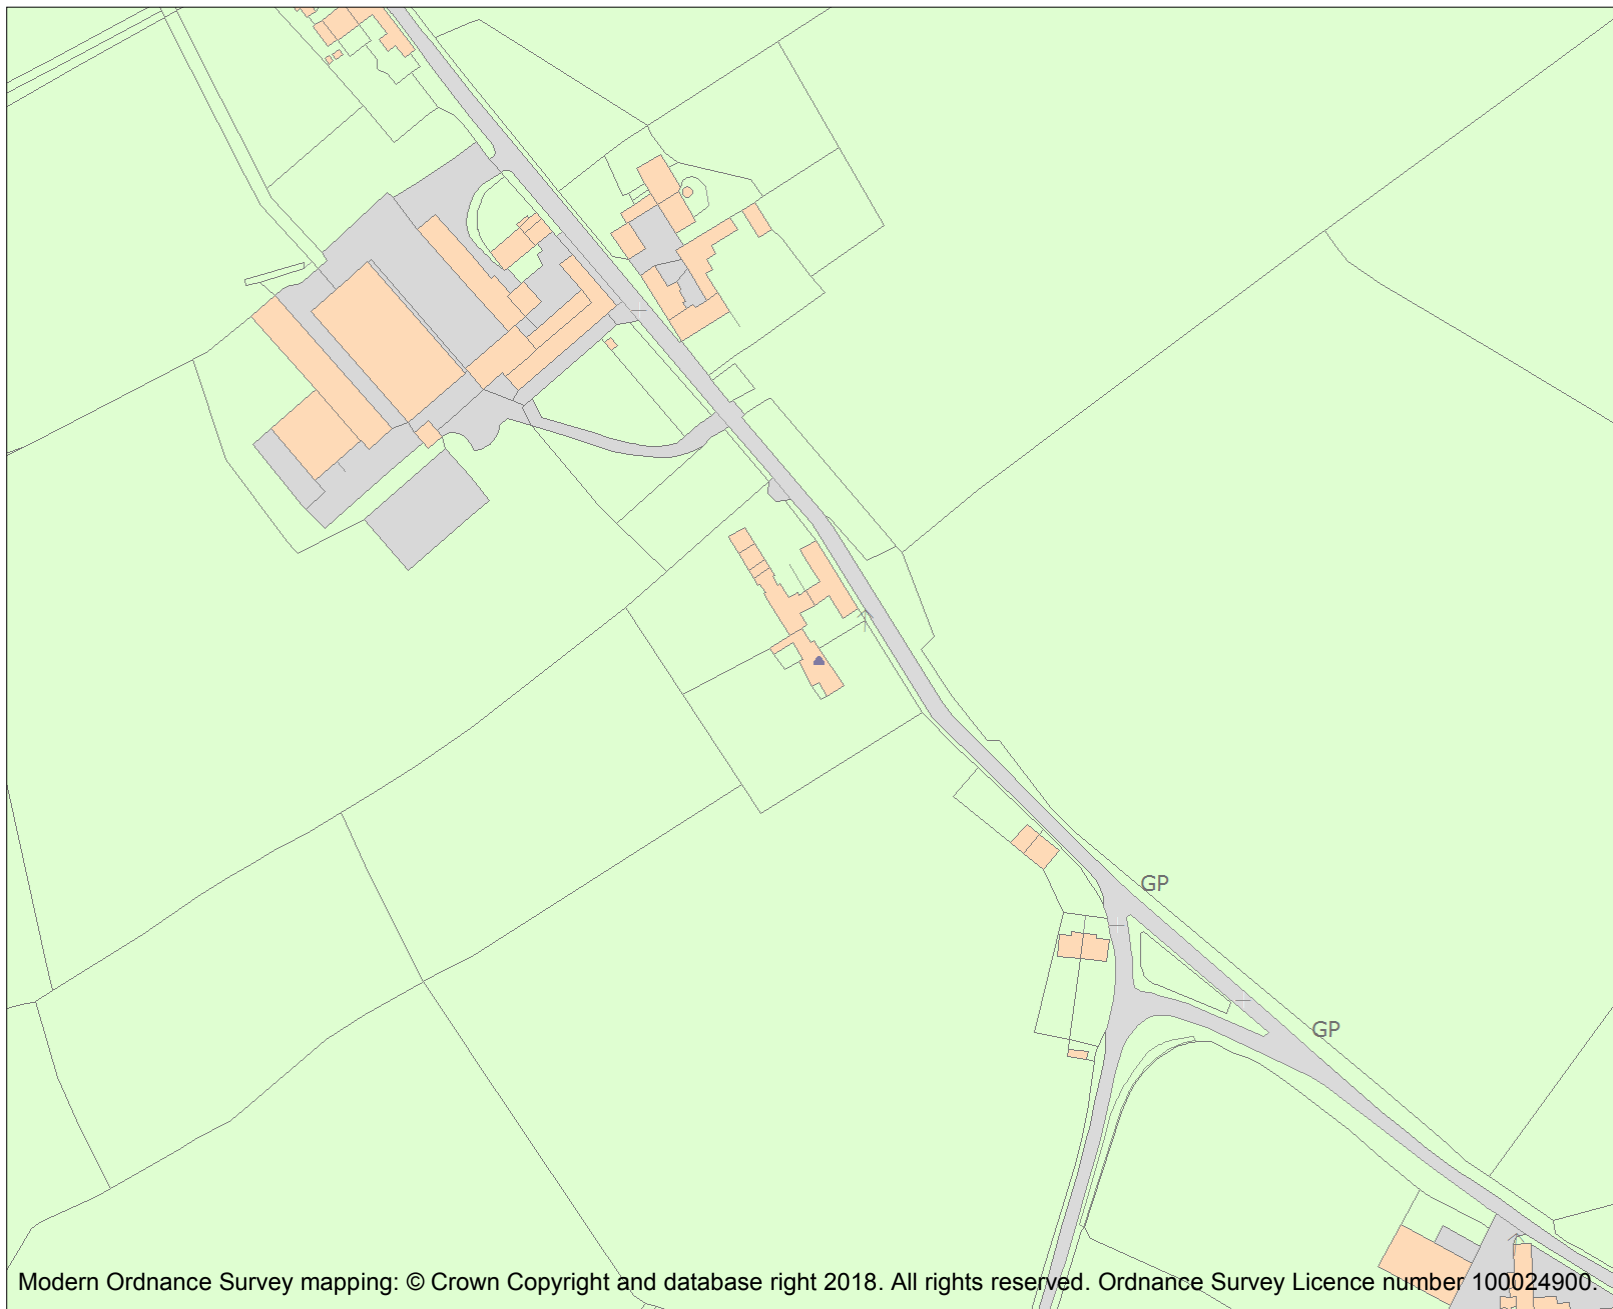 GP
GP
Modern Ordnance Survey mapping: © Crown Copyright and database right 2018. All rights reserved. Ordnance Survey Licence number 100024900.